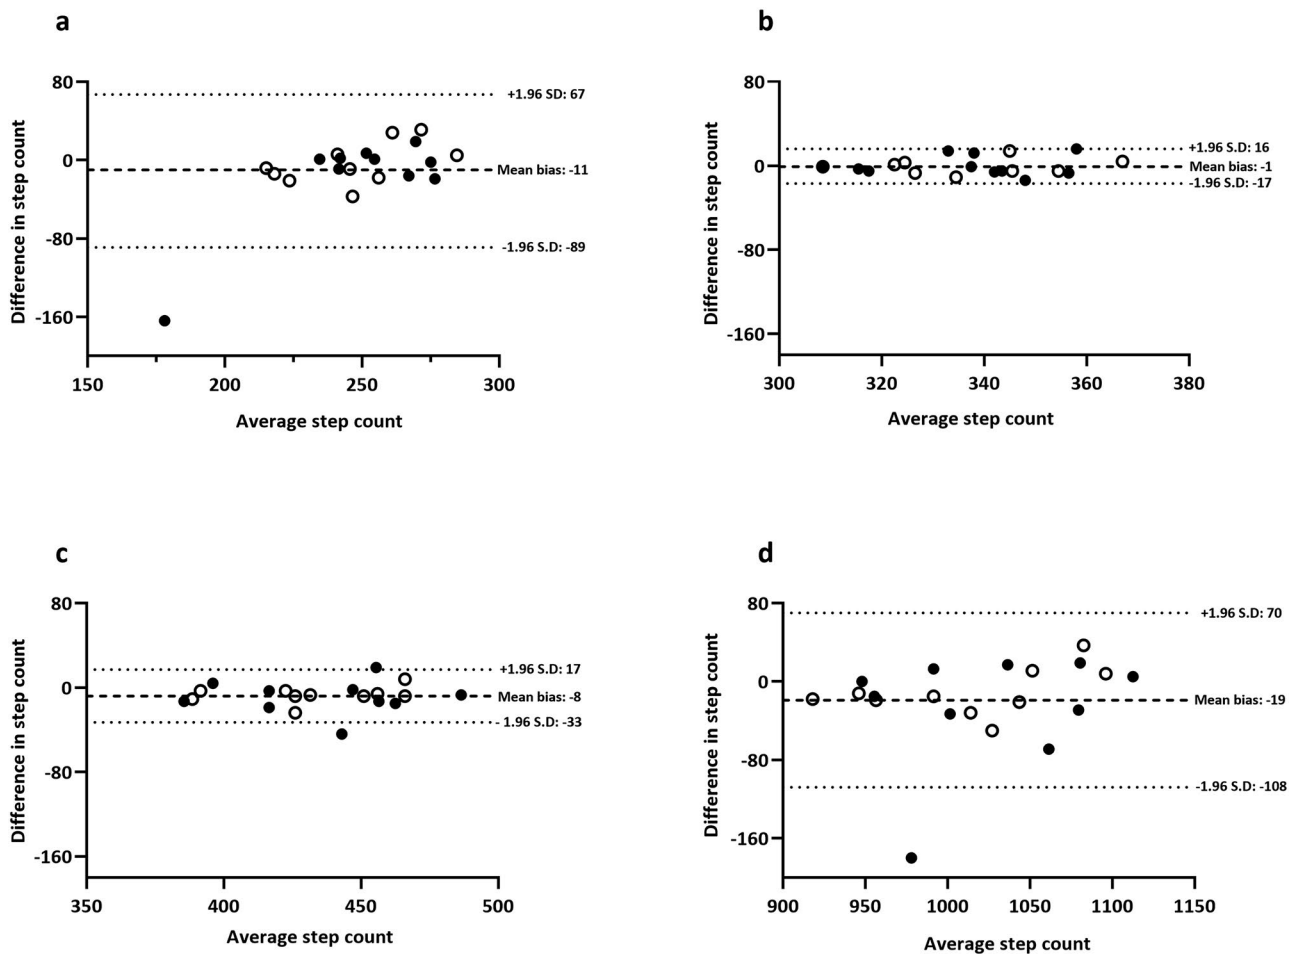 a
Difference in step count
80
0
-80
-160
+1.96 SD: 67
Mean bias: -11
-1.96 S.D: -89
150 200 250 300
Average step count
b
Difference in step count
80
0
-80
-160
+1.96 S.D: 16
Mean bias: -1
-1.96 S.D: -17
300 320 340 360 380
Average step count
c
Difference in step count
80
0
-80
-160
+1.96 S.D: 17
Mean bias: -8
- 1.96 S.D: -33
350 400 450 500
Average step count
d
Difference in step count
80
0
-80
-160
+1.96 S.D: 70
Mean bias: -19
-1.96 S.D: -108
900 950 1000 1050 1100 1150
Average step count